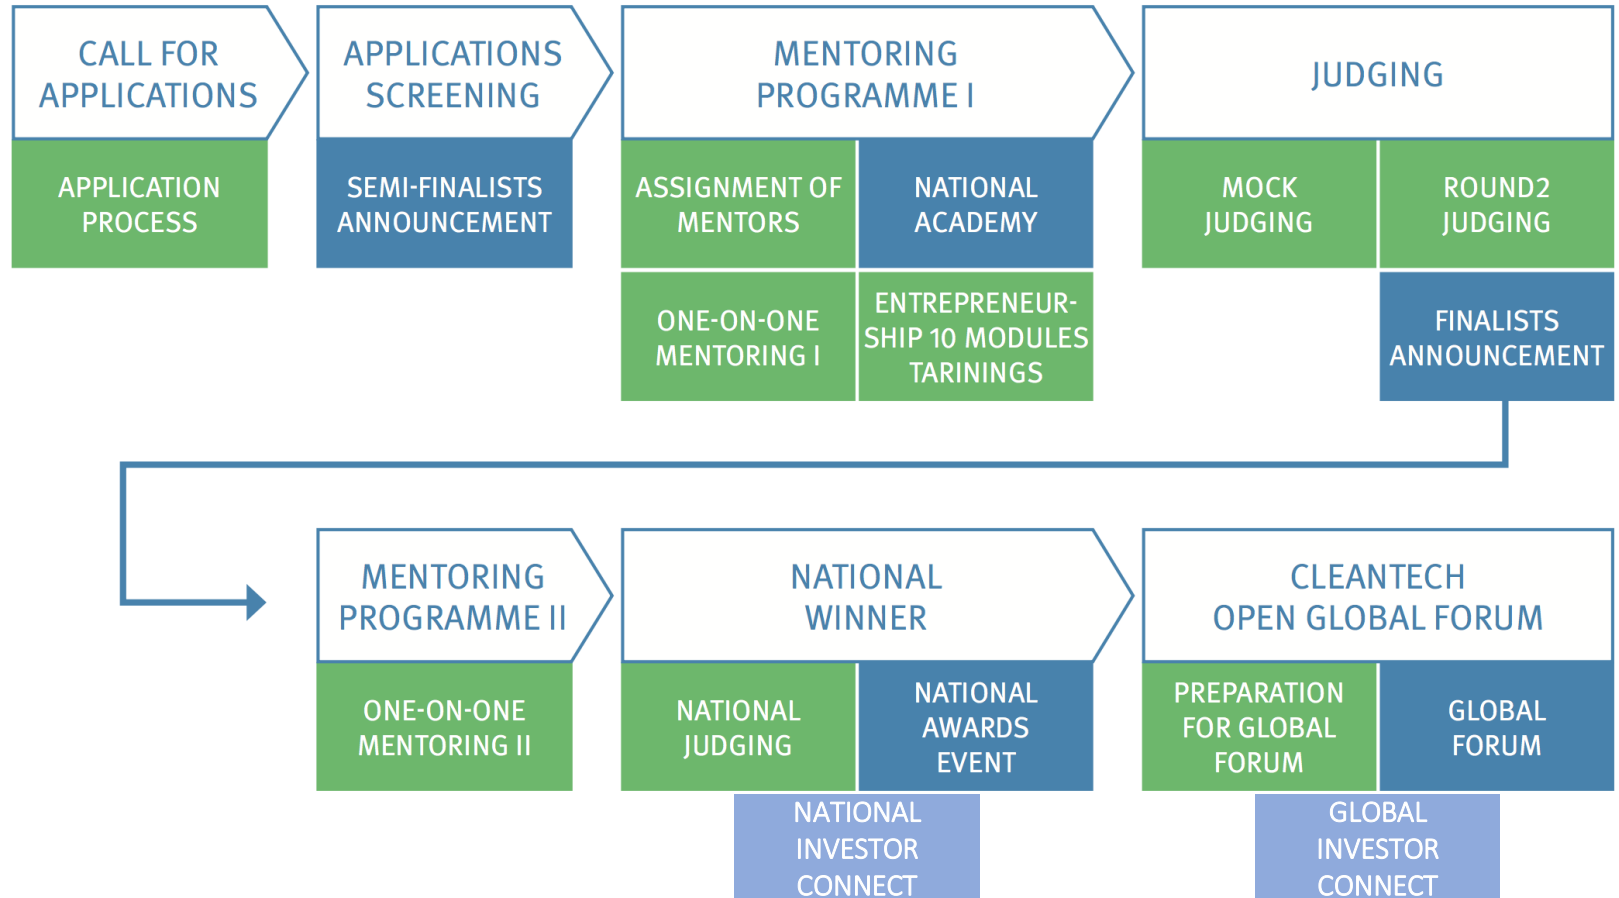 CALL FOR
APPLICATIONS
APPLICATION
PROCESS
APPLICATIONS
SCREENING
SEMI-FINALISTS
ANNOUNCEMENT
MENTORING
PROGRAMME I
ASSIGNMENT OF
MENTORS
NATIONAL
ACADEMY
ONE-ON-ONE
MENTORING I
ENTREPRENEUR-
SHIP 10 MODULES
TARININGS
JUDGING
MOCK
JUDGING
ROUND2
JUDGING
FINALISTS
ANNOUNCEMENT
MENTORING
PROGRAMME II
ONE-ON-ONE
MENTORING II
NATIONAL
WINNER
NATIONAL
JUDGING
NATIONAL
AWARDS
EVENT
NATIONAL
INVESTOR
CONNECT
CLEANTECH
OPEN GLOBAL FORUM
PREPARATION
FOR GLOBAL
FORUM
GLOBAL
FORUM
GLOBAL
INVESTOR
CONNECT